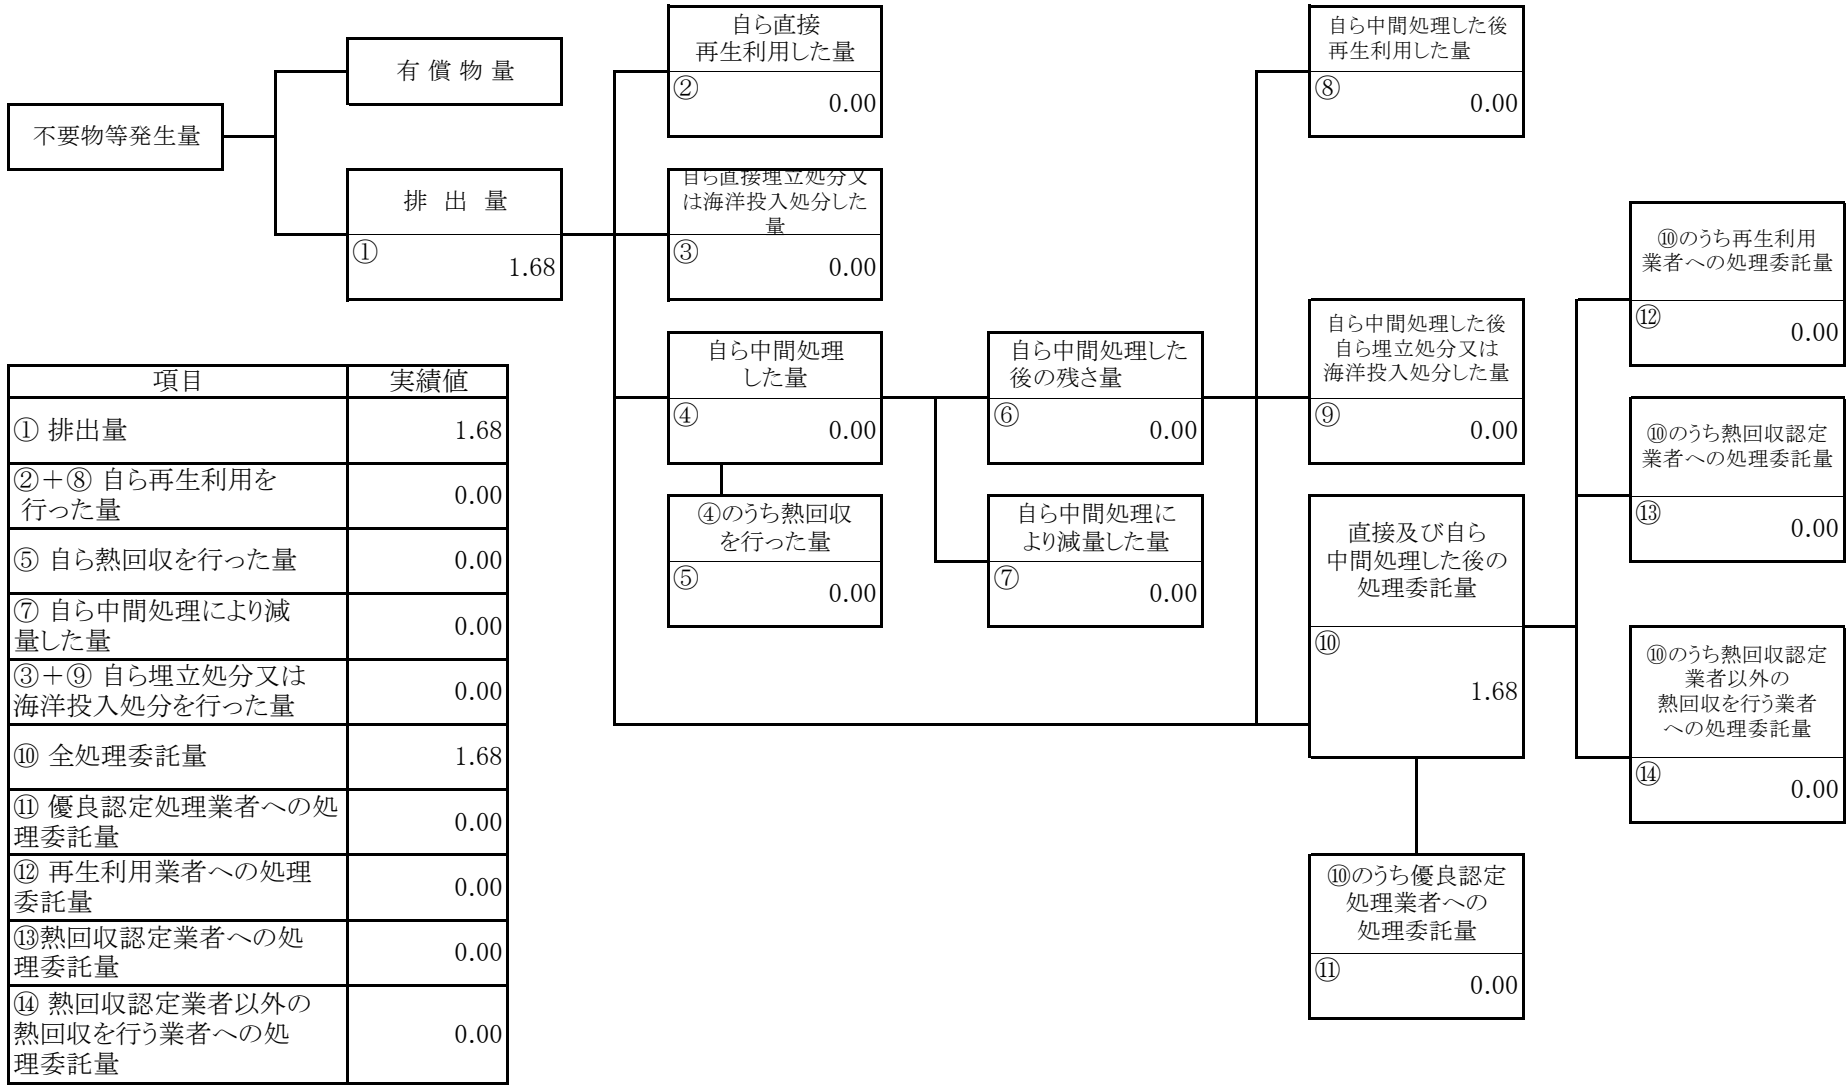 不要物等発生量
有 償 物 量
排 出 量
①
1.68
自ら直接
再生利用した量
②
0.00
自ら直接埋立処分又
は海洋投入処分した
量
③
0.00
自ら中間処理
した量
④
0.00
④のうち熱回収
を行った量
⑤
0.00
自ら中間処理した
後の残さ量
⑥
0.00
自ら中間処理に
より減量した量
⑦
0.00
自ら中間処理した後
再生利用した量
⑧
0.00
自ら中間処理した後
自ら埋立処分又は
海洋投入処分した量
⑨
0.00
直接及び自ら
中間処理した後の
処理委託量
⑩
1.68
⑩のうち優良認定
処理業者への
処理委託量
⑪
0.00
⑩のうち再生利用
業者への処理委託量
⑫
0.00
⑩のうち熱回収認定
業者への処理委託量
⑬
0.00
⑩のうち熱回収認定
業者以外の
熱回収を行う業者
への処理委託量
⑭
0.00
項目 実績値
① 排出量 1.68
②＋⑧ 自ら再生利用を
行った量 0.00
⑤ 自ら熱回収を行った量 0.00
⑦ 自ら中間処理により減
量した量 0.00
③＋⑨ 自ら埋立処分又は
海洋投入処分を行った量 0.00
⑩ 全処理委託量 1.68
⑪ 優良認定処理業者への処
理委託量 0.00
⑫ 再生利用業者への処理
委託量 0.00
⑬熱回収認定業者への処
理委託量 0.00
⑭ 熱回収認定業者以外の
熱回収を行う業者への処
理委託量 0.00